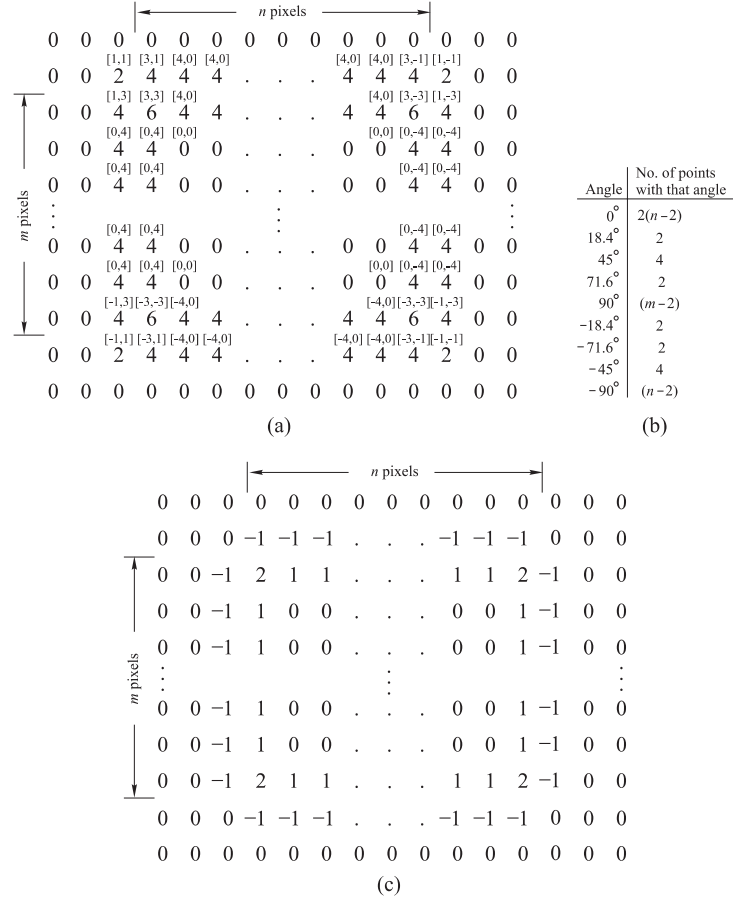 n pixels
0 0 0 0 0 0 0 0 0 0 0 0 0 0 0
[1,1] [3,1] [4,0] [4,0] [4,0] [4,0] [3,-1] [1,-1]
0 0 2 4 4 4 . . . 4 4 4 2 0 0
[1,3] [3,3] [4,0] [4,0] [3,-3] [1,-3]
0 0 4 6 4 4 . . . 4 4 6 4 0 0
[0,4] [0,4] [0,0] [0,0] [0,-4] [0,-4]
0 0 4 4 0 0 . . . 0 0 4 4 0 0
[0,4] [0,4] [0,-4] [0,-4]
0 0 4 4 0 0 . . . 0 0 4 4 0 0
m pixels
[0,4] [0,4] [0,-4] [0,-4]
0 0 4 4 0 0 . . . 0 0 4 4 0 0
[0,4] [0,4] [0,0] [0,0] [0,-4] [0,-4]
0 0 4 4 0 0 . . . 0 0 4 4 0 0
[-1,3] [-3,-3] [-4,0] [-4,0] [-3,-3] [-1,-3]
0 0 4 6 4 4 . . . 4 4 6 4 0 0
[-1,1] [-3,1] [-4,0] [-4,0] [-4,0] [-4,0] [-3,-1] [-1,-1]
0 0 2 4 4 4 . . . 4 4 4 2 0 0
0 0 0 0 0 0 0 0 0 0 0 0 0 0 0
(a)
No. of points
Angle with that angle
0° 2(n−2)
18.4° 2
45° 4
71.6° 2
90° (m−2)
−18.4° 2
−71.6° 2
−45° 4
−90° (n−2)
(b)
n pixels
0 0 0 0 0 0 0 0 0 0 0 0 0 0 0
0 0 0 −1 −1 −1 . . . −1 −1 −1 0 0 0
0 0 −1 2 1 1 . . . 1 1 2 −1 0 0
0 0 −1 1 0 0 . . . 0 0 1 −1 0 0
0 0 −1 1 0 0 . . . 0 0 1 −1 0 0
m pixels
0 0 −1 1 0 0 . . . 0 0 1 −1 0 0
0 0 −1 1 0 0 . . . 0 0 1 −1 0 0
0 0 −1 2 1 1 . . . 1 1 2 −1 0 0
0 0 0 −1 −1 −1 . . . −1 −1 −1 0 0 0
0 0 0 0 0 0 0 0 0 0 0 0 0 0 0
(c)